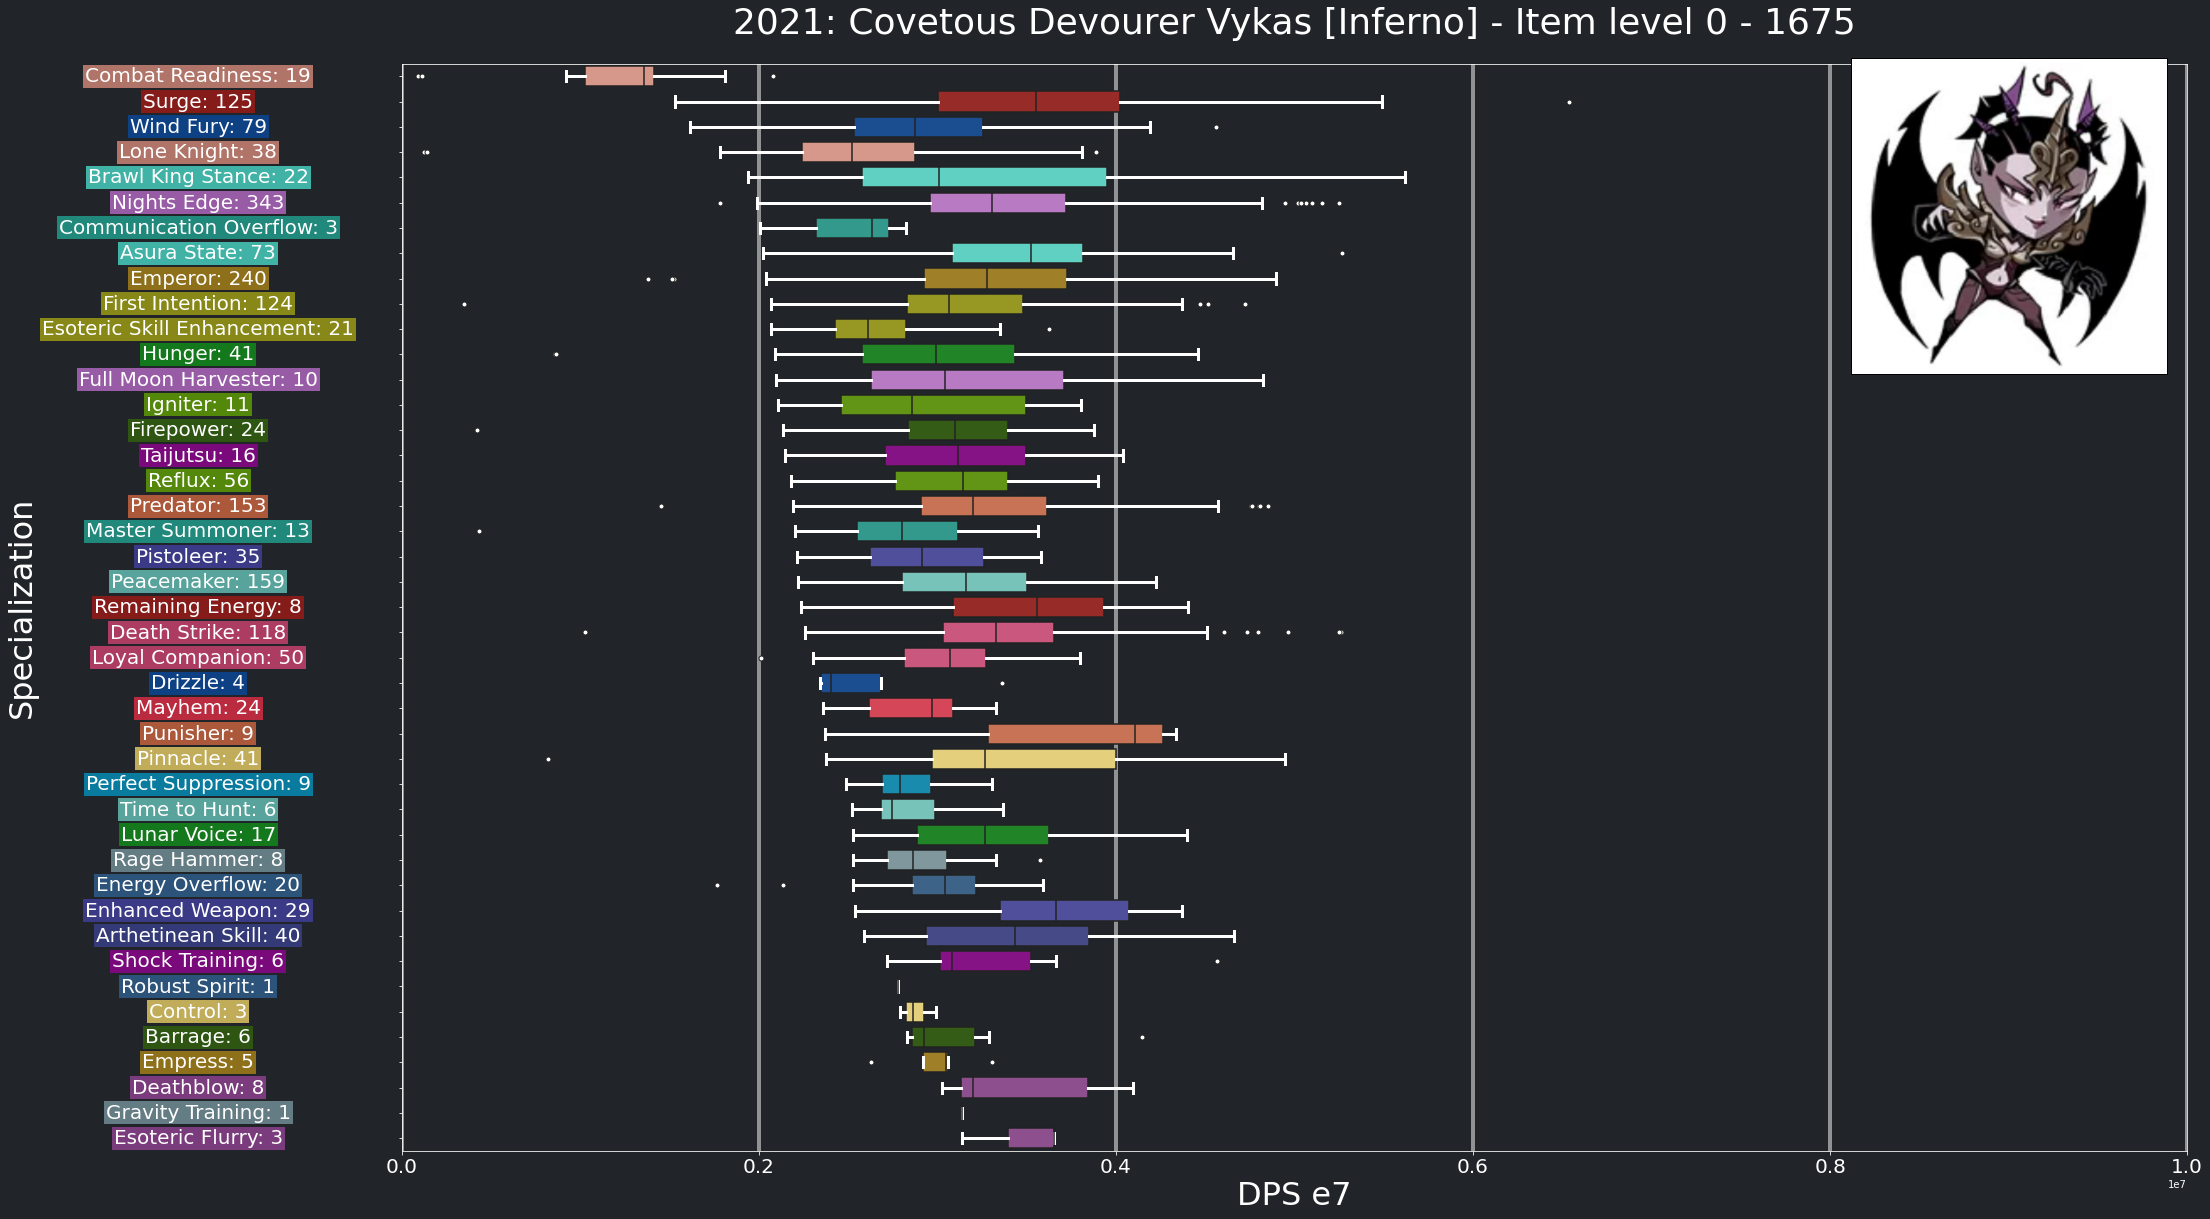 2021: Covetous Devourer Vykas [Inferno] - Item level 0 - 1675
Specialization
Combat Readiness: 19
Surge: 125
Wind Fury: 79
Lone Knight: 38
Brawl King Stance: 22
Nights Edge: 343
Communication Overflow: 3
Asura State: 73
Emperor: 240
First Intention: 124
Esoteric Skill Enhancement: 21
Hunger: 41
Full Moon Harvester: 10
Igniter: 11
Firepower: 24
Taijutsu: 16
Reflux: 56
Predator: 153
Master Summoner: 13
Pistoleer: 35
Peacemaker: 159
Remaining Energy: 8
Death Strike: 118
Loyal Companion: 50
Drizzle: 4
Mayhem: 24
Punisher: 9
Pinnacle: 41
Perfect Suppression: 9
Time to Hunt: 6
Lunar Voice: 17
Rage Hammer: 8
Energy Overflow: 20
Enhanced Weapon: 29
Arthetinean Skill: 40
Shock Training: 6
Robust Spirit: 1
Control: 3
Barrage: 6
Empress: 5
Deathblow: 8
Gravity Training: 1
Esoteric Flurry: 3
0.0 0.2 0.4 0.6 0.8 1.0
1e7
DPS e7